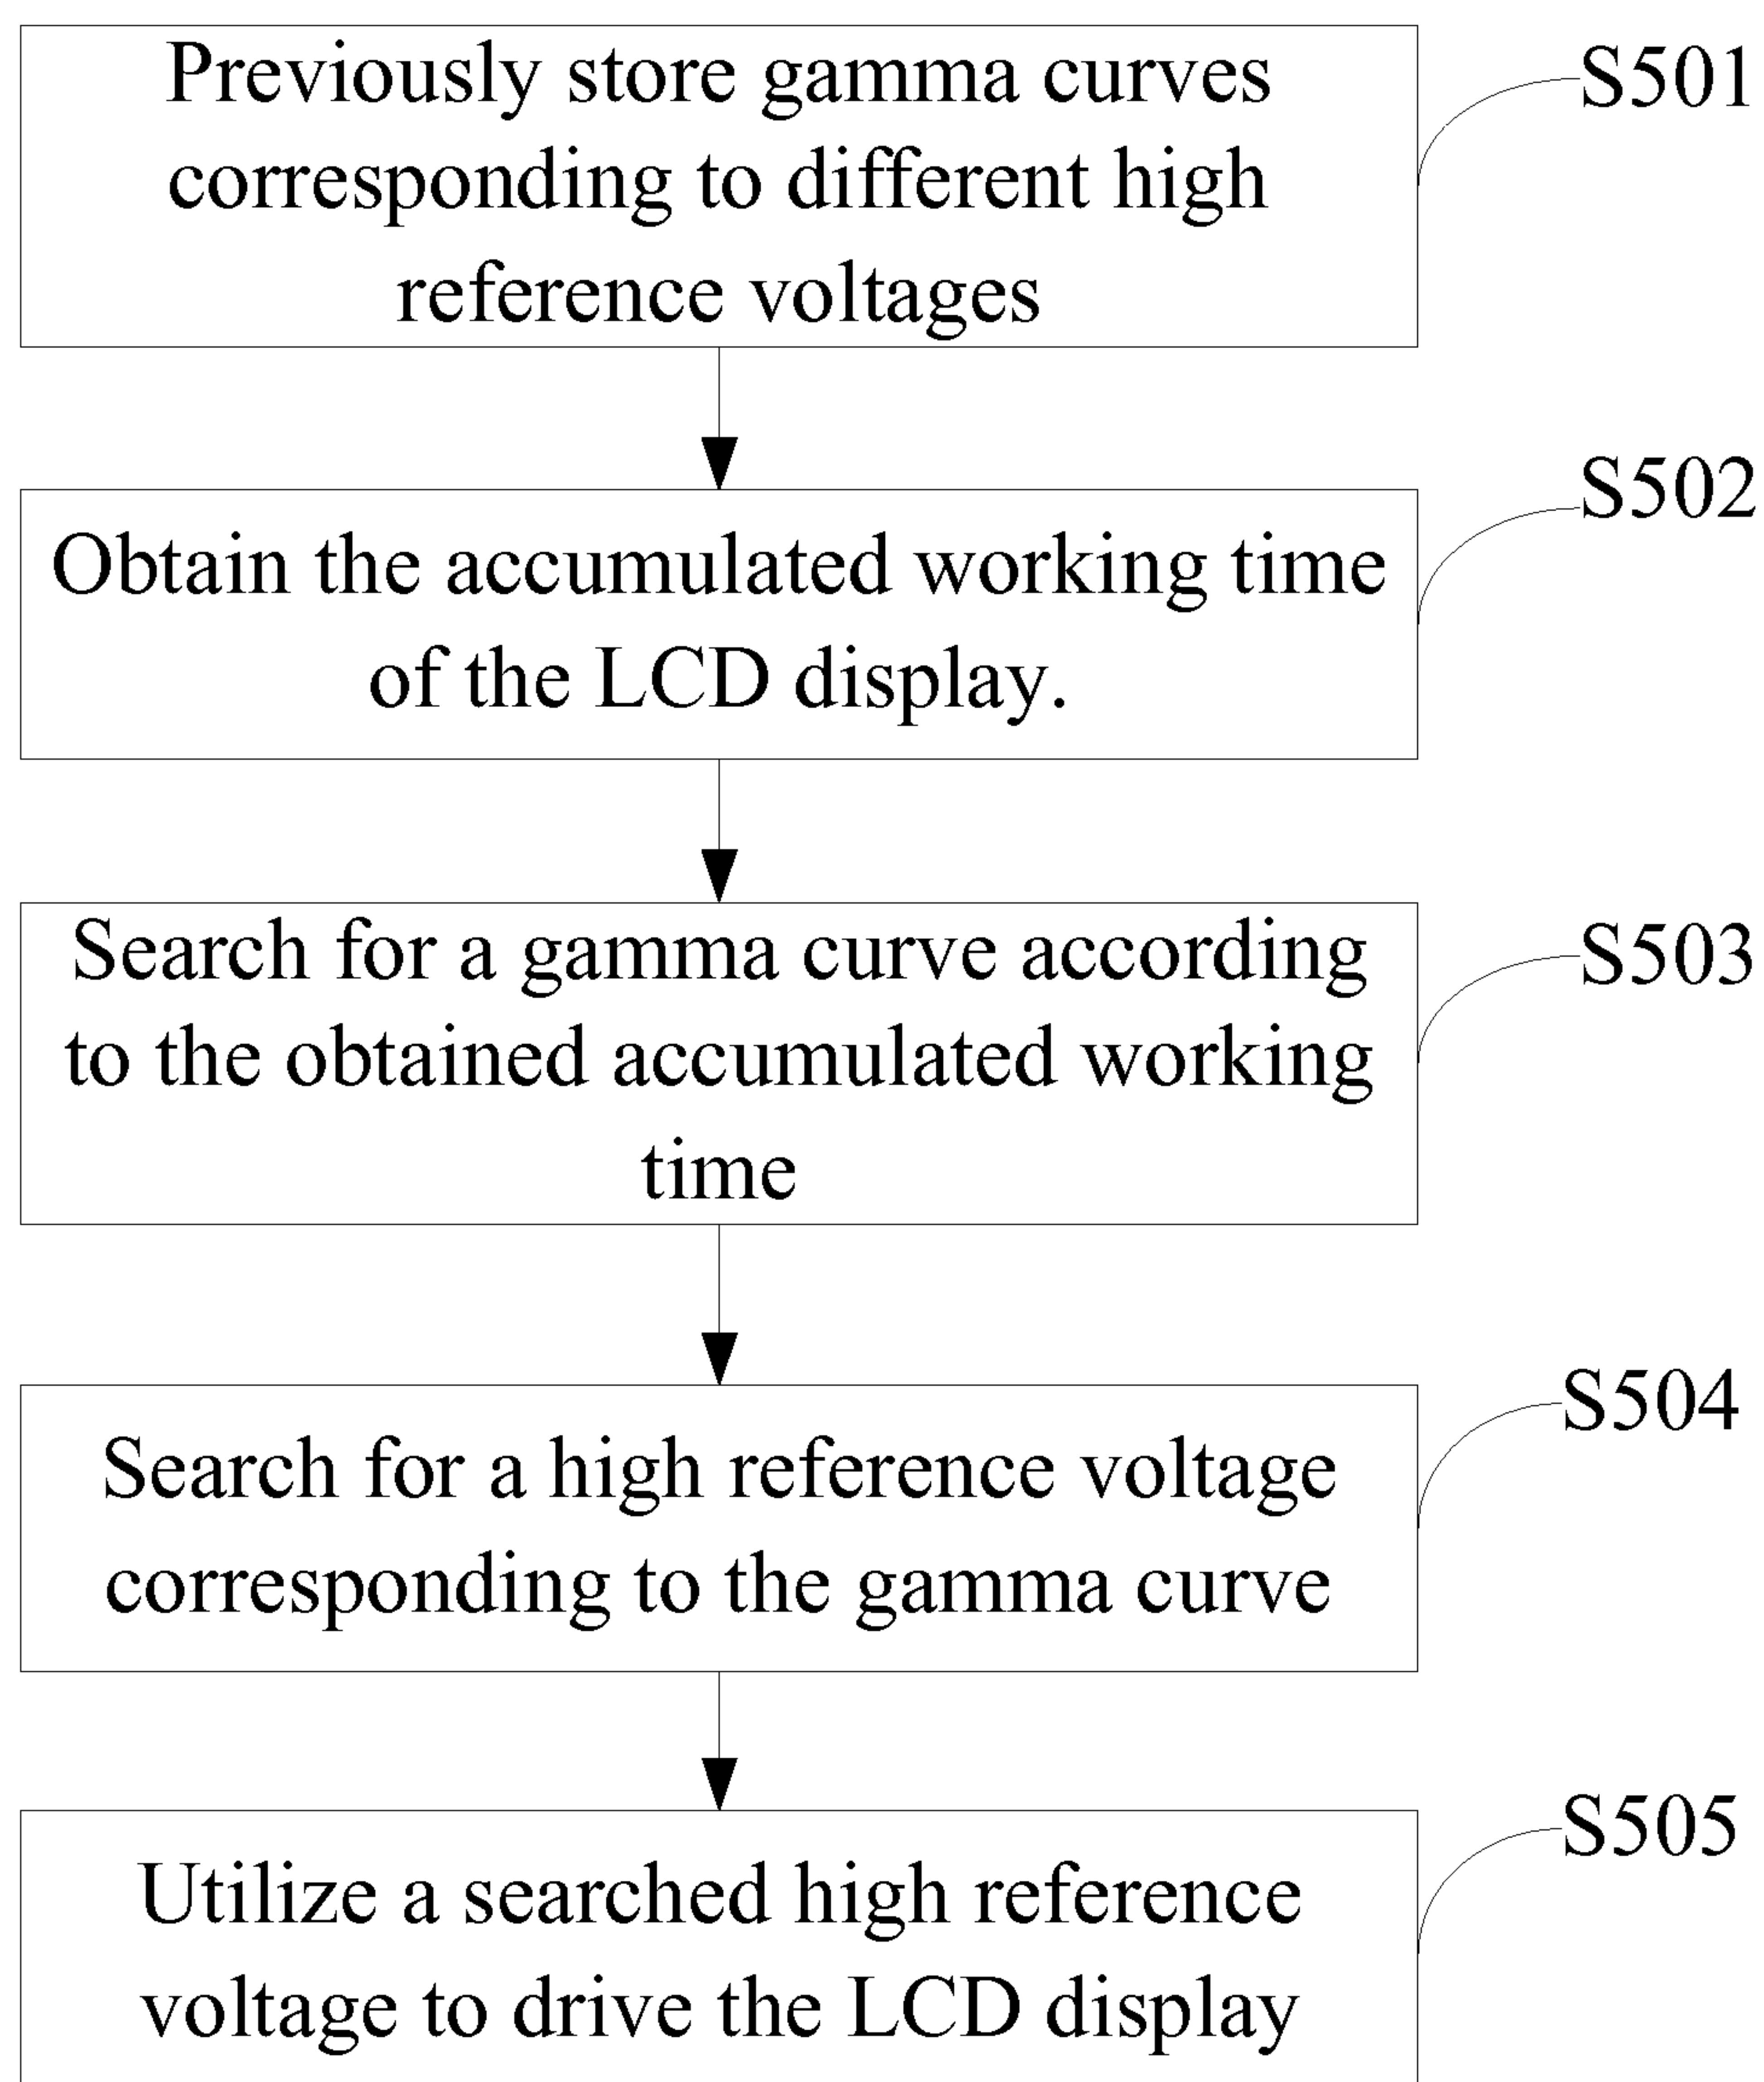 Previously store gamma curves
corresponding to different high
reference voltages
S501
Obtain the accumulated working time
of the LCD display.
S502
Search for a gamma curve according
to the obtained accumulated working
time
S503
Search for a high reference voltage
corresponding to the gamma curve
S504
Utilize a searched high reference
voltage to drive the LCD display
S505